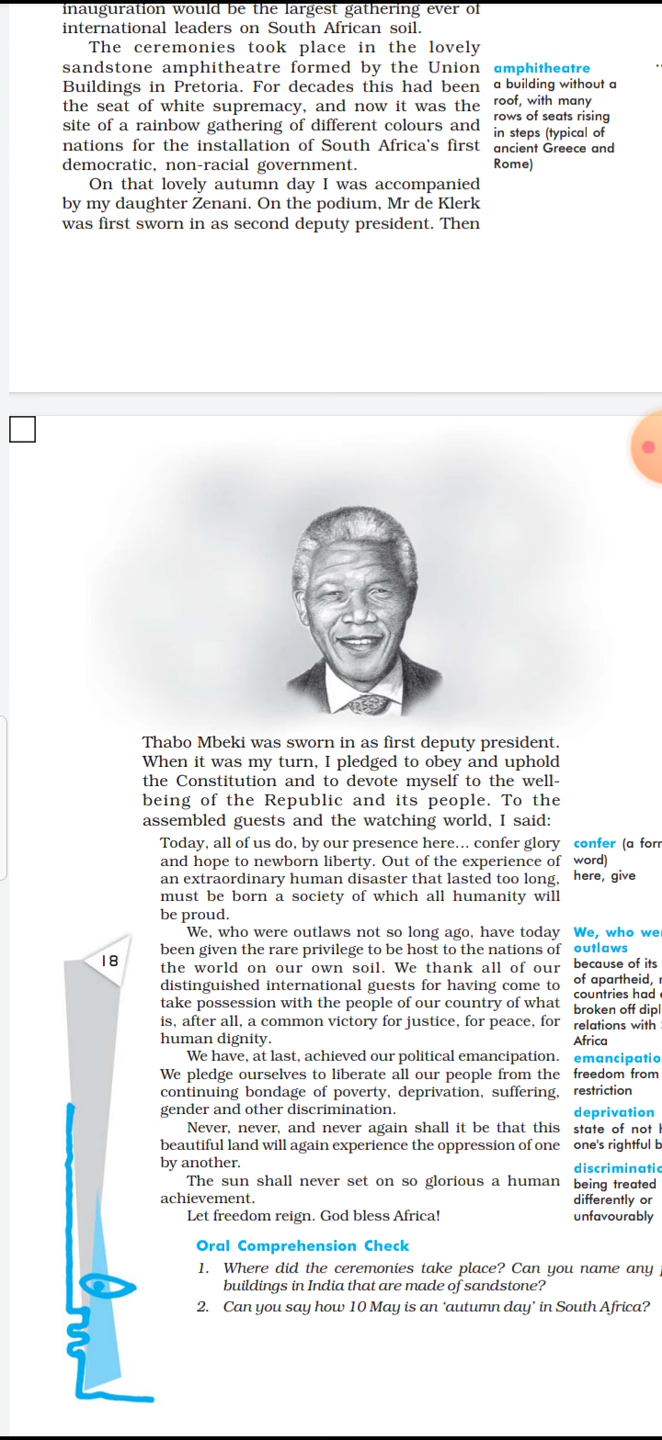 inauguration would be the largest gathering ever of
international leaders on South African soil.
The ceremonies took place in the lovely
sandstone amphitheatre formed by the Union
Buildings in Pretoria. For decades this had been
the seat of white supremacy, and now it was the
site of a rainbow gathering of different colours and
nations for the installation of South Africa's first
democratic, non-racial government.
On that lovely autumn day I was accompanied
by my daughter Zenani. On the podium, Mr de Klerk
was first sworn in as second deputy president. Then
amphitheatre
a building without a
roof, with many
rows of seats rising
in steps (typical of
ancient Greece and
Rome)
Thabo Mbeki was sworn in as first deputy president.
When it was my turn, I pledged to obey and uphold
the Constitution and to devote myself to the well-
being of the Republic and its people. To the
assembled guests and the watching world, I said:
Today, all of us do, by our presence here... confer glory
and hope to newborn liberty. Out of the experience of
an extraordinary human disaster that lasted too long,
must be born a society of which all humanity will
be proud.
We, who were outlaws not so long ago, have today
been given the rare privilege to be host to the nations of
the world on our own soil. We thank all of our
distinguished international guests for having come to
take possession with the people of our country of what
is, after all, a common victory for justice, for peace, for
human dignity.
We have, at last, achieved our political emancipation.
We pledge ourselves to liberate all our people from the
continuing bondage of poverty, deprivation, suffering,
gender and other discrimination.
Never, never, and never again shall it be that this
beautiful land will again experience the oppression of one
by another.
The sun shall never set on so glorious a human
achievement.
Let freedom reign. God bless Africa!
confer (a for
word)
here, give
We, who we
outlaws
because of its
of apartheid,
countries had
broken off dipl
relations with
Africa
emancipatio
freedom from
restriction
deprivation
state of not
one's rightful b
discriminatio
being treated
differently or
unfavourably
18
Oral Comprehension Check
1. Where did the ceremonies take place? Can you name any
buildings in India that are made of sandstone?
2. Can you say how 10 May is an 'autumn day' in South Africa?